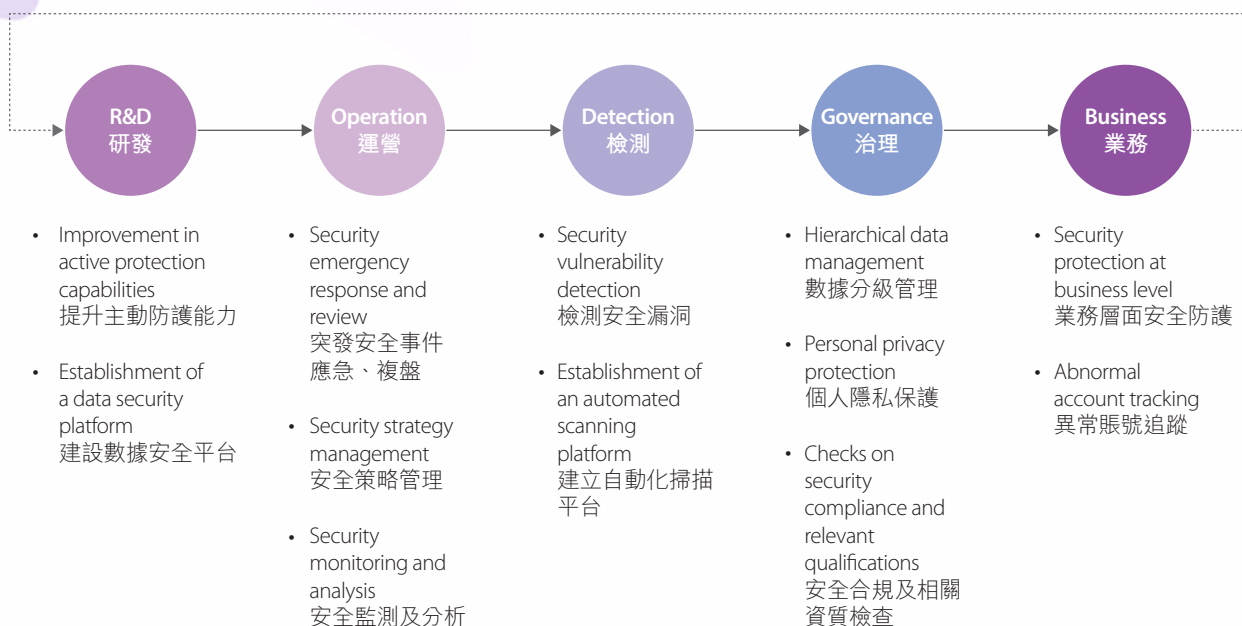 R&D
研發
Operation
運營
Detection
檢測
Governance
治理
Business
業務
• Improvement in
active protection
capabilities
提升主動防護能力
• Establishment of
a data security
platform
建設數據安全平台
• Security
emergency
response and
review
突發安全事件
應急、複盤
• Security strategy
management
安全策略管理
• Security
monitoring and
analysis
安全監測及分析
• Security
vulnerability
detection
檢測安全漏洞
• Establishment of
an automated
scanning
platform
建立自動化掃描
平台
• Hierarchical data
management
數據分級管理
• Personal privacy
protection
個人隱私保護
• Checks on
security
compliance and
relevant
qualifications
安全合規及相關
資質檢查
• Security
protection at
business level
業務層面安全防護
• Abnormal
account tracking
異常賬號追蹤